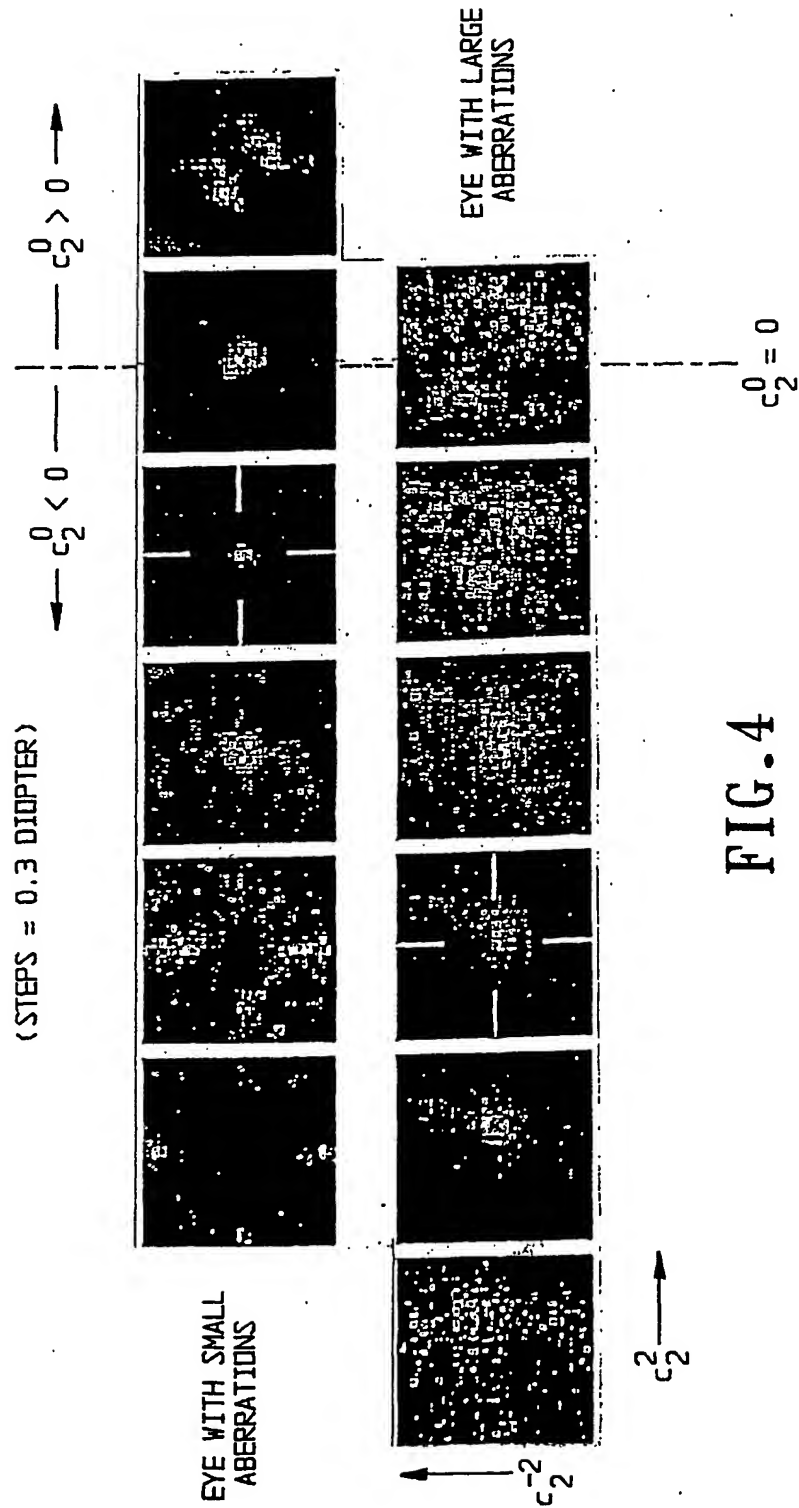 (STEPS = 0.3 DIOPTER)
← c₂⁰ < 0 —— c₂⁰ > 0 →
EYE WITH SMALL
ABERRATIONS
EYE WITH LARGE
ABERRATIONS
c₂⁻²
c₂²
c₂⁰ = 0
FIG.4